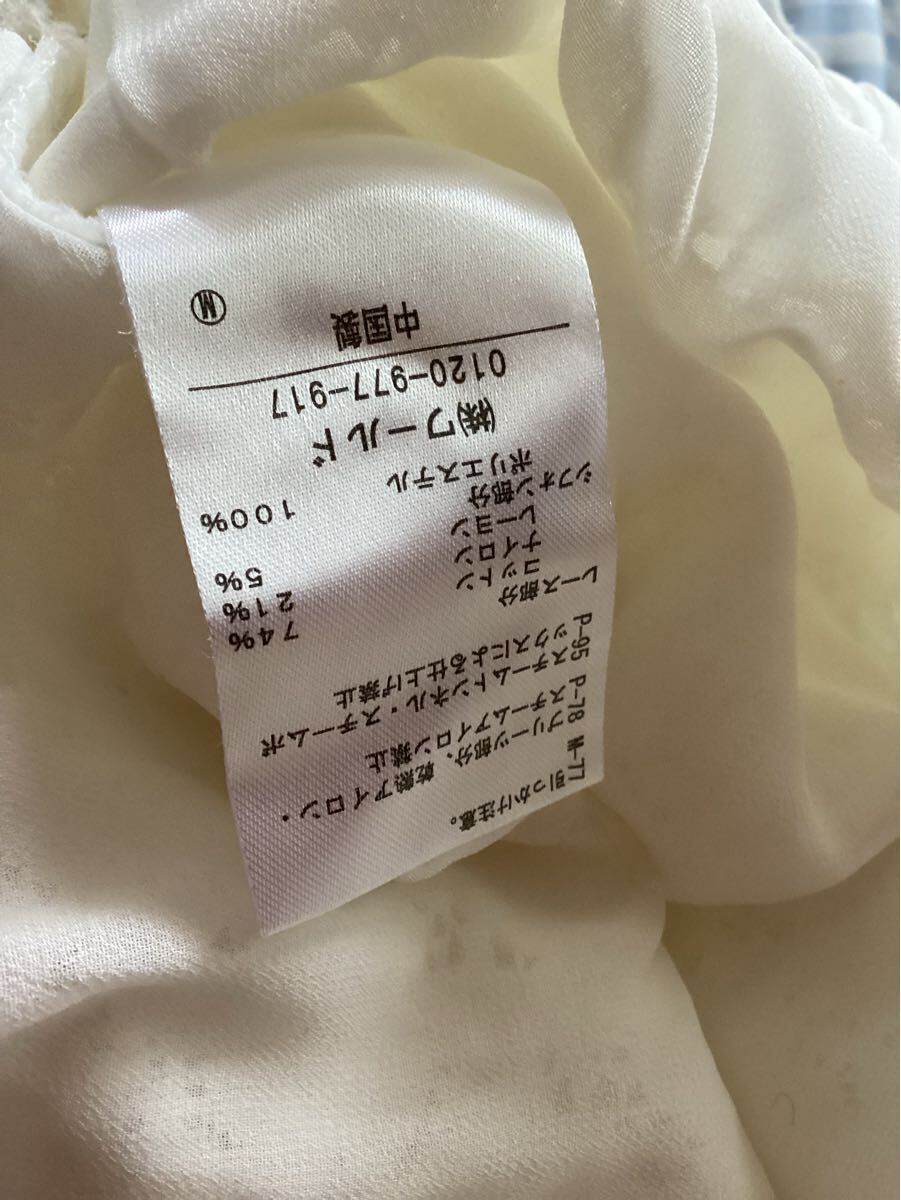 M-77 引っかけ注意。
P-78 プリーツ部分、乾熱アイロン・
スチームアイロン禁止
P-95 スチームトンネル・スチームボ
ックスによる仕上げ禁止
レース部分
コットン 74%
ナイロン 21%
レーヨン 5%
シフォン部分
ポリエステル 100%
㈱ワールド
0120-977-917
中国製
Ⓜ